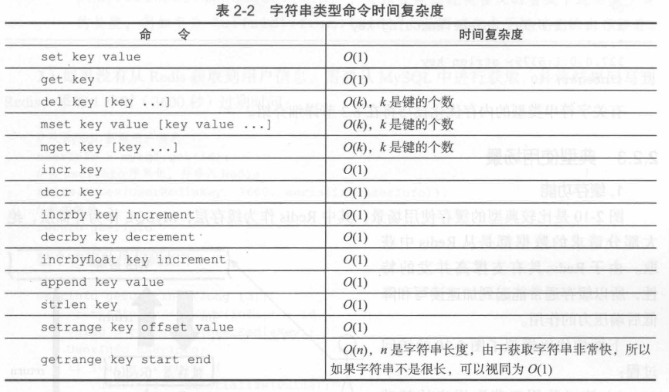 表 2-2 字符串类型命令时间复杂度
命 令 时间复杂度
set key value O(1)
get key O(1)
del key [key ...] O(k)，k 是键的个数
mset key value [key value ...] O(k)，k 是键的个数
mget key [key ...] O(k)，k 是键的个数
incr key O(1)
decr key O(1)
incrby key increment O(1)
decrby key decrement O(1)
incrbyfloat key increment O(1)
append key value O(1)
strlen key O(1)
setrange key offset value O(1)
getrange key start end O(n)，n 是字符串长度，由于获取字符串非常快，所以
如果字符串不是很长，可以视同为 O(1)